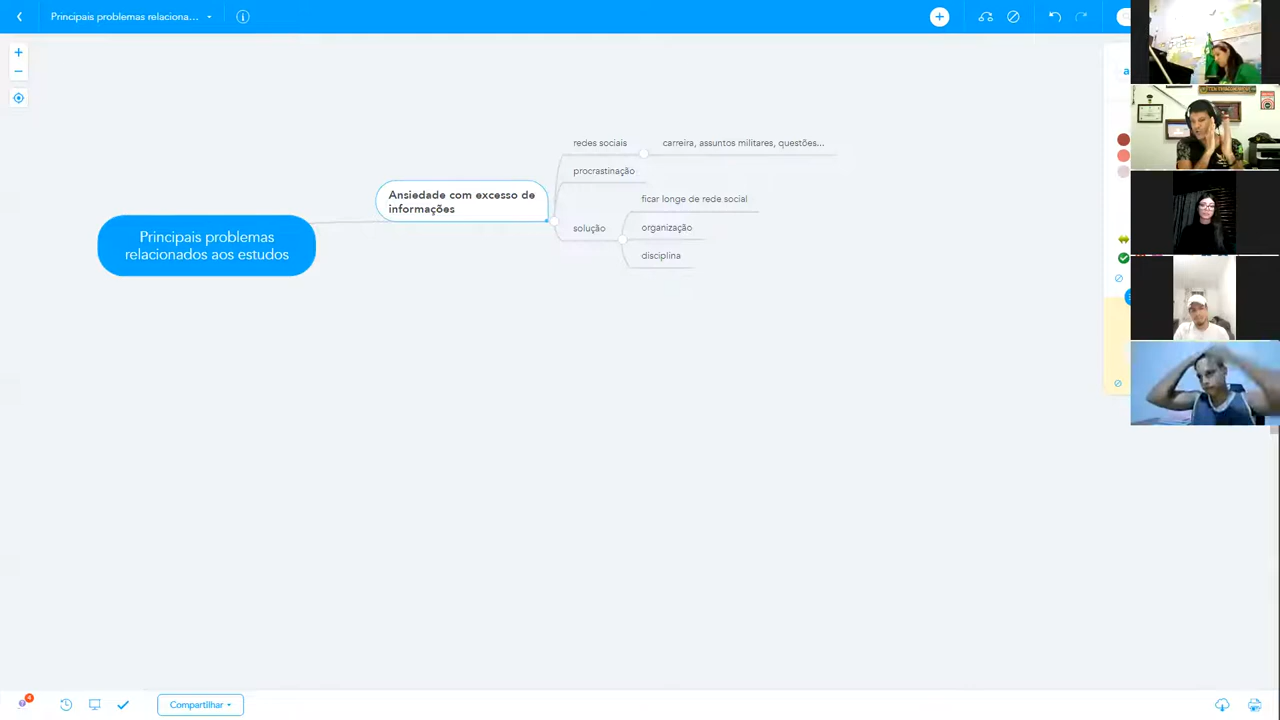 Principais problemas relaciona...
redes sociais
carreira, assuntos militares, questões...
procrastinação
Ansiedade com excesso de
informações
ficar longe de rede social
solução
organização
disciplina
Principais problemas
relacionados aos estudos
4
Compartilhar